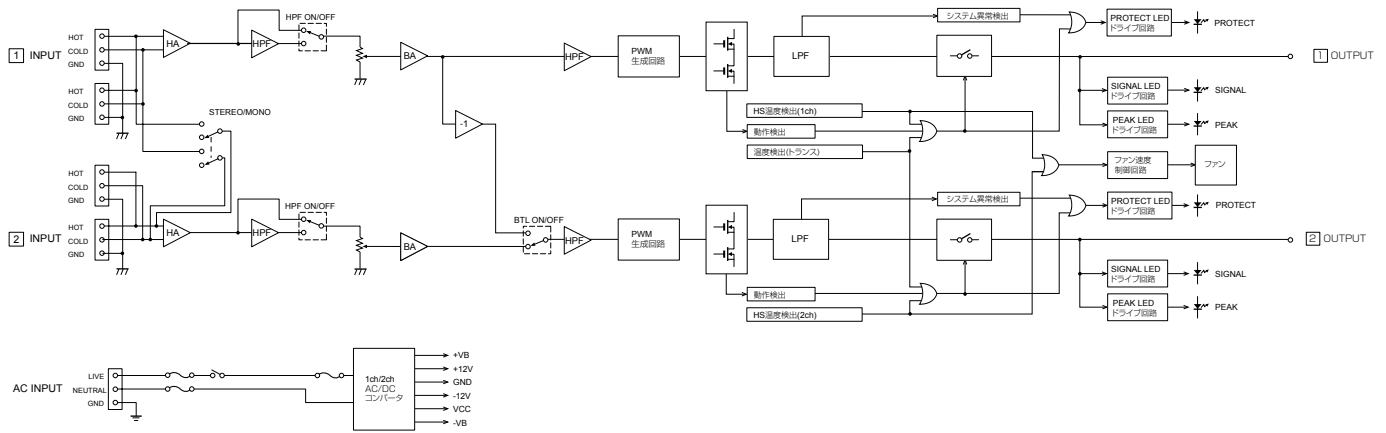 HPF ON/OFF
システム異常検出
PROTECT LED
ドライブ回路
PROTECT
1 INPUT
HOT
COLD
GND
HA
HPF
BA
HPF
PWM
生成回路
LPF
1 OUTPUT
HOT
COLD
GND
STEREO/MONO
-1
HS温度検出(1ch)
動作検出
温度検出(トランス)
SIGNAL LED
ドライブ回路
SIGNAL
PEAK LED
ドライブ回路
PEAK
ファン速度
制御回路
ファン
HOT
COLD
GND
HPF ON/OFF
BTL ON/OFF
システム異常検出
PROTECT LED
ドライブ回路
PROTECT
2 INPUT
HOT
COLD
GND
HA
HPF
BA
HPF
PWM
生成回路
LPF
2 OUTPUT
動作検出
HS温度検出(2ch)
SIGNAL LED
ドライブ回路
SIGNAL
PEAK LED
ドライブ回路
PEAK
AC INPUT
LIVE
NEUTRAL
GND
1ch/2ch
AC/DC
コンバータ
+VB
+12V
GND
-12V
VCC
-VB